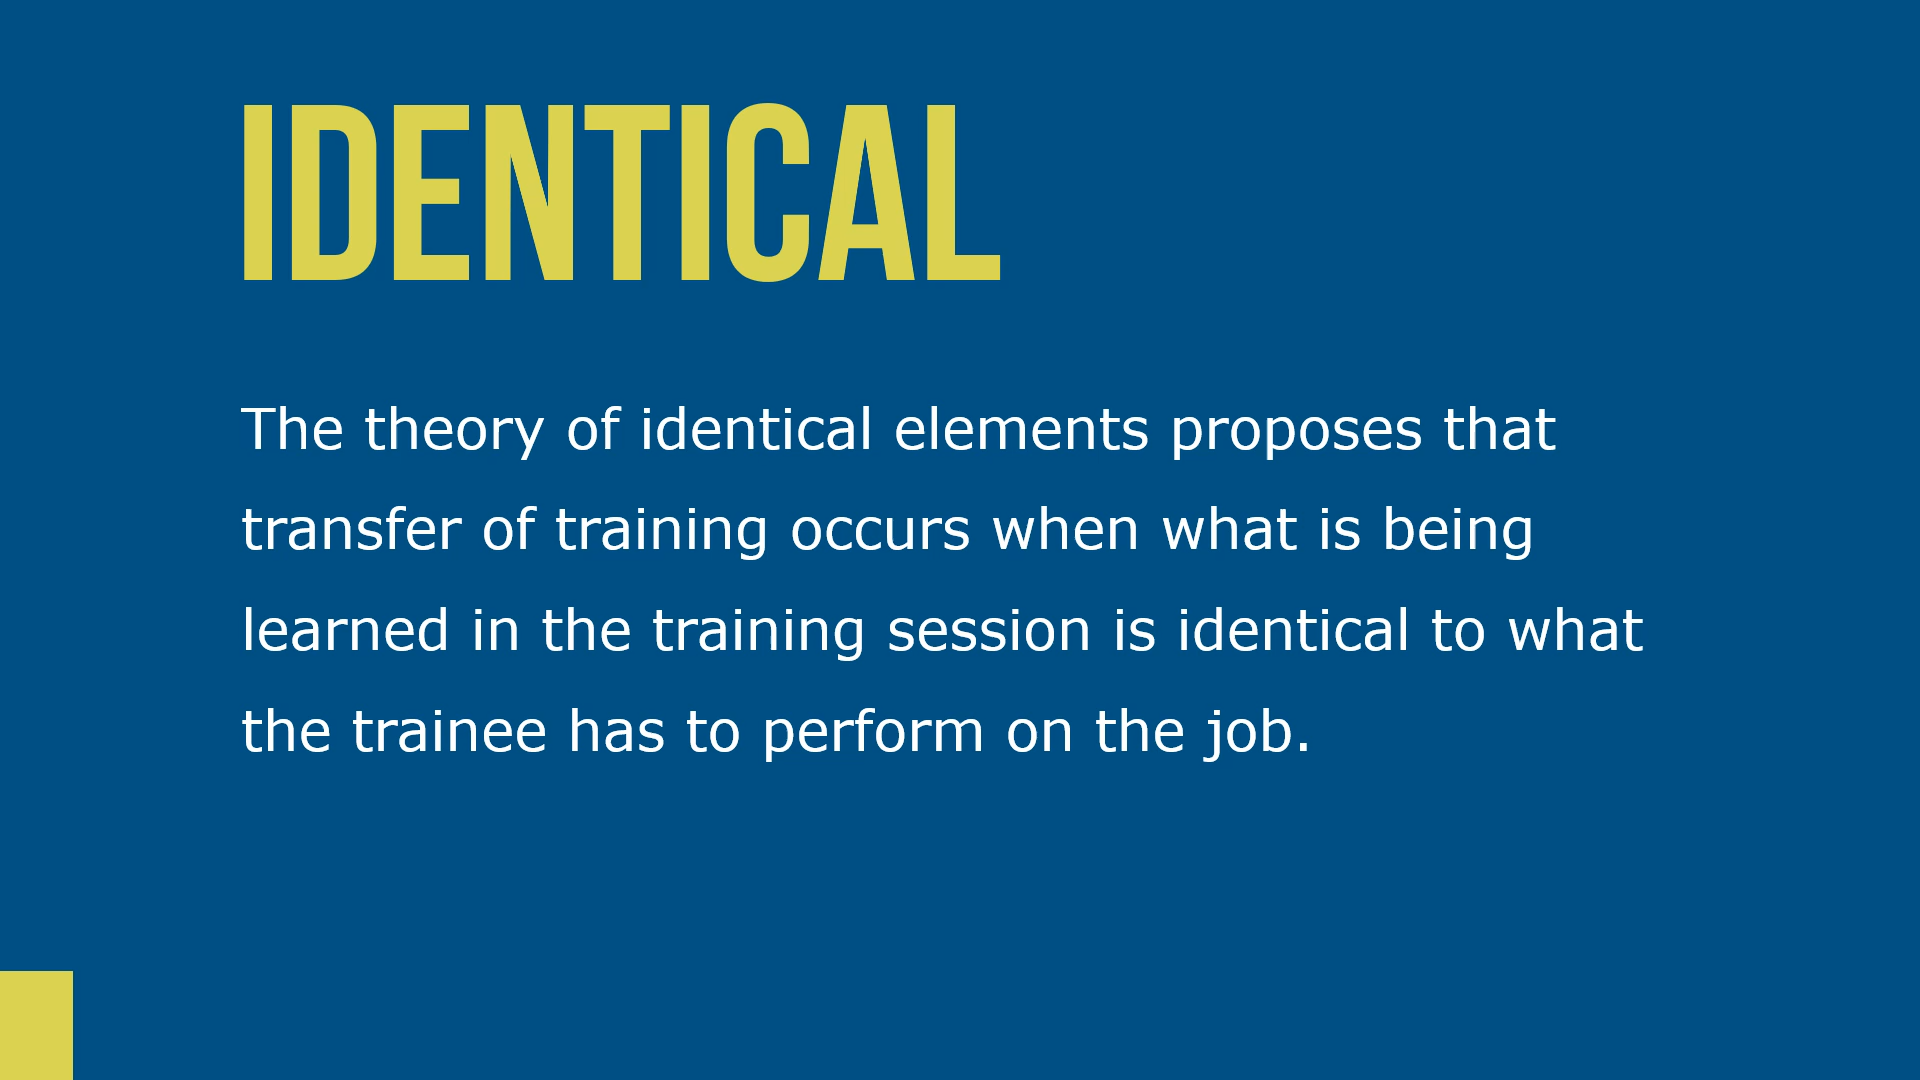 IDENTICAL
The theory of identical elements proposes that
transfer of training occurs when what is being
learned in the training session is identical to what
the trainee has to perform on the job.